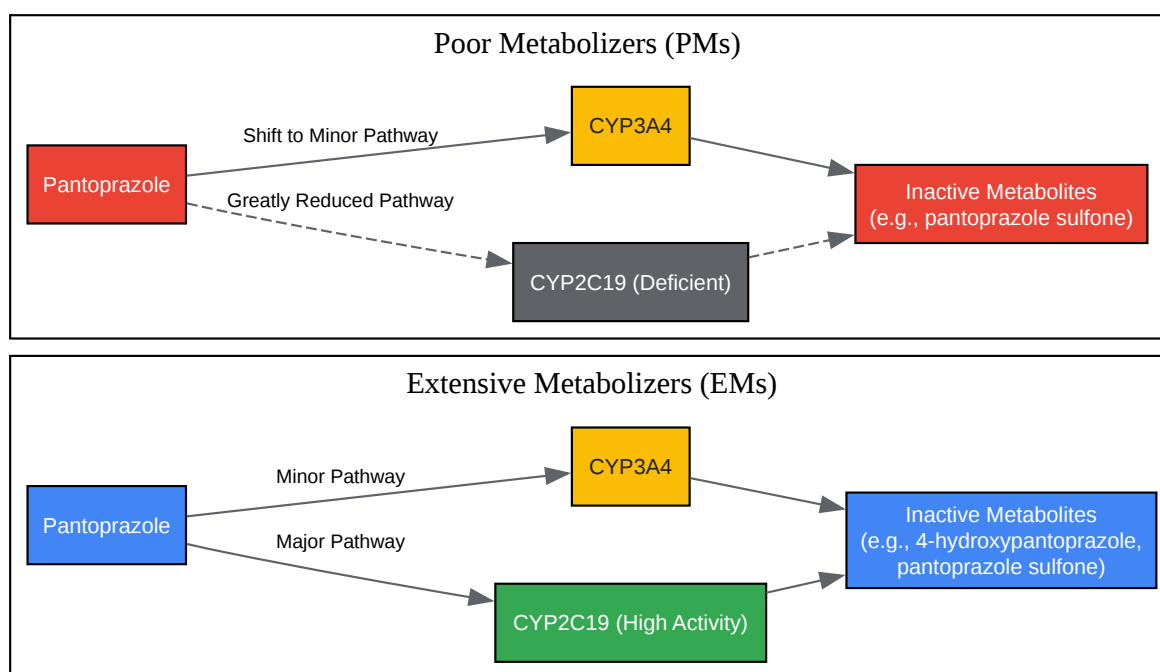 Poor Metabolizers (PMs)
CYP3A4
Shift to Minor Pathway
Pantoprazole
Greatly Reduced Pathway
Inactive Metabolites
(e.g., pantoprazole sulfone)
CYP2C19 (Deficient)
Extensive Metabolizers (EMs)
CYP3A4
Minor Pathway
Pantoprazole
Major Pathway
Inactive Metabolites
(e.g., 4-hydroxypantoprazole,
pantoprazole sulfone)
CYP2C19 (High Activity)